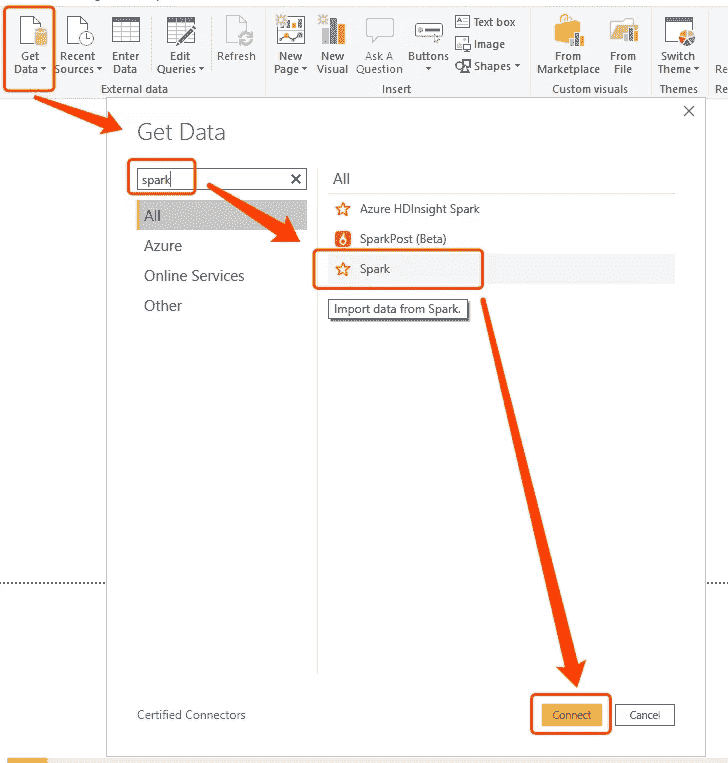 Get
Data
Recent
Sources
Enter
Data
Edit
Queries
Refresh
New
Page
New
Visual
Ask A
Question
Buttons
Text box
Image
Shapes
From
Marketplace
From
File
Switch
Theme
Re
External data
Insert
Custom visuals
Themes
Re
Get Data
spark
All
Azure
Online Services
Other
All
Azure HDInsight Spark
SparkPost (Beta)
Spark
Import data from Spark.
Certified Connectors
Connect
Cancel